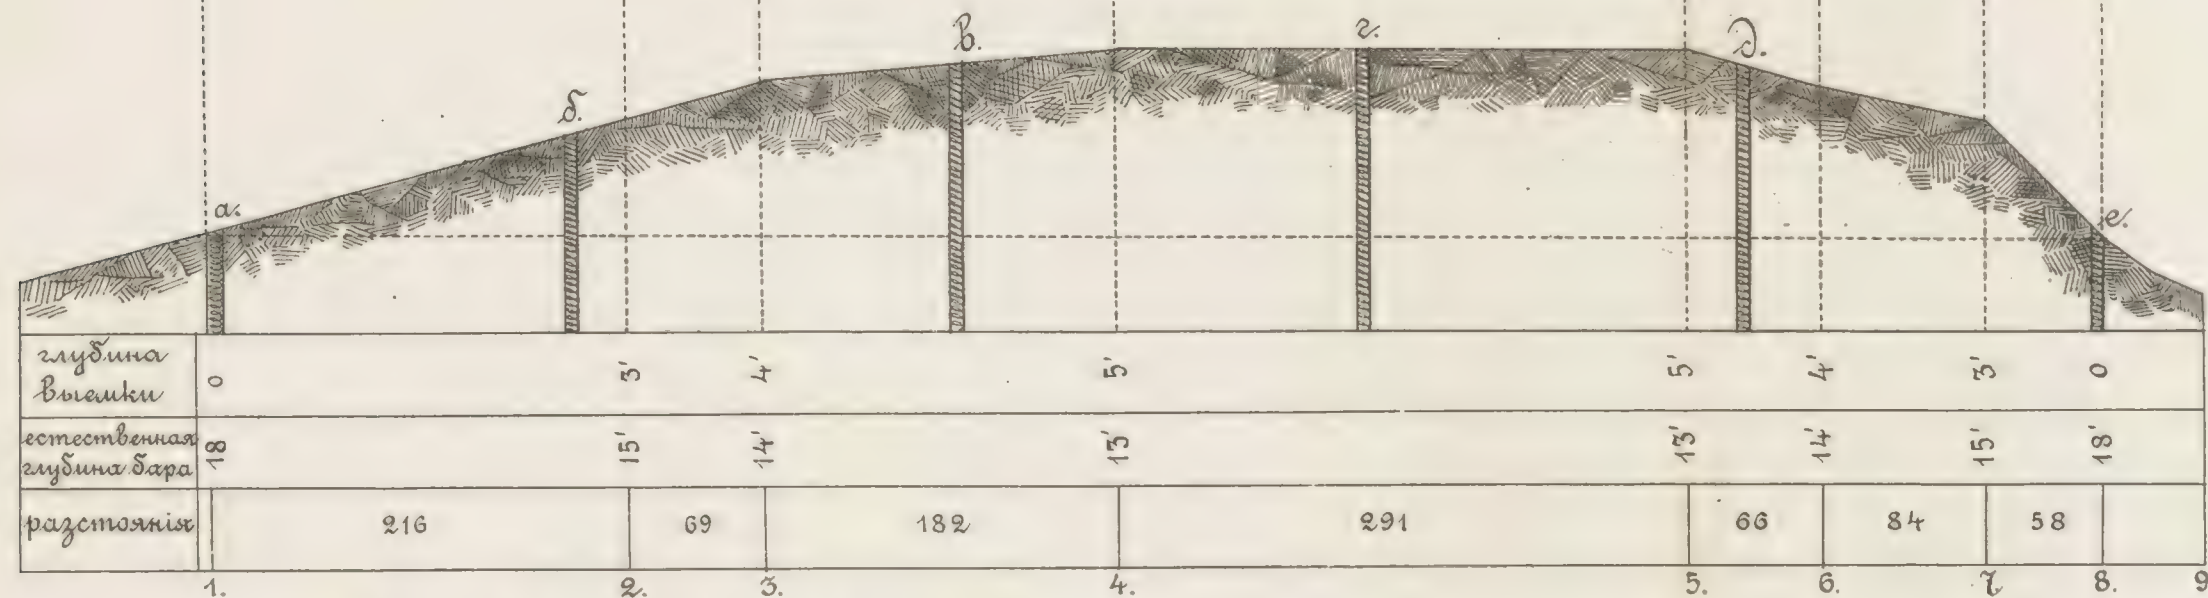 а. б. в. г. д. е.
глубина выемки 0 3' 4' 5' 5' 4' 3' 0
естественная глубина бара 18 15' 14' 13' 13' 14' 15' 18'
разстоянія 216 69 182 291 66 84 58
1. 2. 3. 4. 5. 6. 7 8. 9